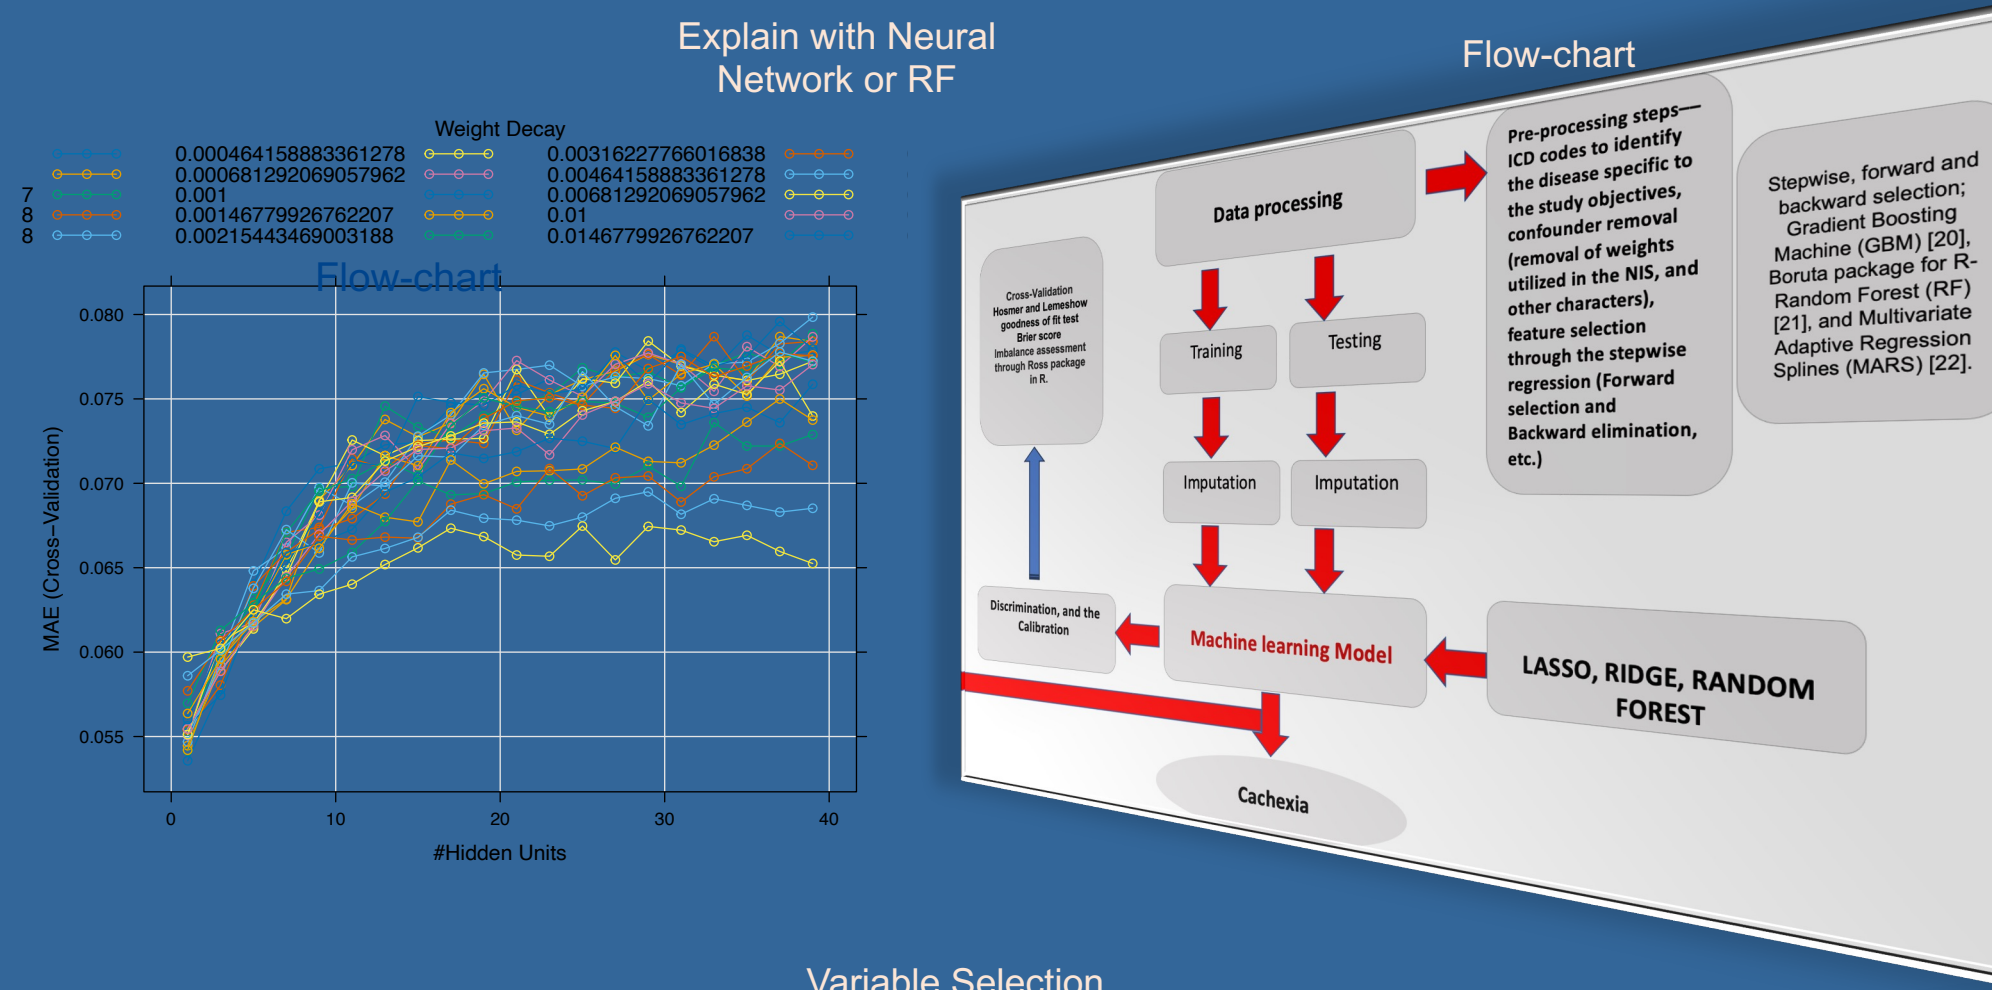 Explain with Neural
Network or RF
Flow-chart
Weight Decay
0.000464158883361278
0.00316227766016838
0.000681292069057962
0.00464158883361278
7
0.001
0.00681292069057962
8
0.00146779926762207
0.01
8
0.00215443469003188
0.0146779926762207
Flow-chart
0.080
0.075
0.070
0.065
0.060
0.055
MAE (Cross-Validation)
0
10
20
30
40
#Hidden Units
Data processing
Pre-processing steps—
ICD codes to identify
the disease specific to
the study objectives,
confounder removal
(removal of weights
utilized in the NIS, and
other characters),
feature selection
through the stepwise
regression (Forward
selection and
Backward elimination,
etc.)
Stepwise, forward and
backward selection;
Gradient Boosting
Machine (GBM) [20],
Boruta package for R-
Random Forest (RF)
[21], and Multivariate
Adaptive Regression
Splines (MARS) [22].
Cross-Validation
Hosmer and Lemeshow
goodness of fit test
Brier score
Imbalance assessment
through Ross package
in R.
Training
Testing
Imputation
Imputation
Discrimination, and the
Calibration
Machine learning Model
LASSO, RIDGE, RANDOM
FOREST
Cachexia
Variable Selection